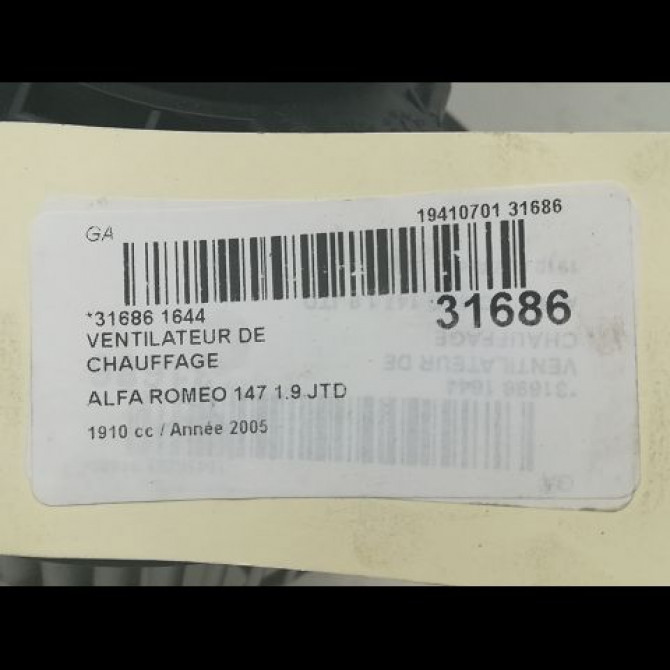 GA
19410701 31686
*31686 1644
31686
VENTILATEUR DE
CHAUFFAGE
ALFA ROMEO 147 1.9 JTD
1910 cc / Année 2005